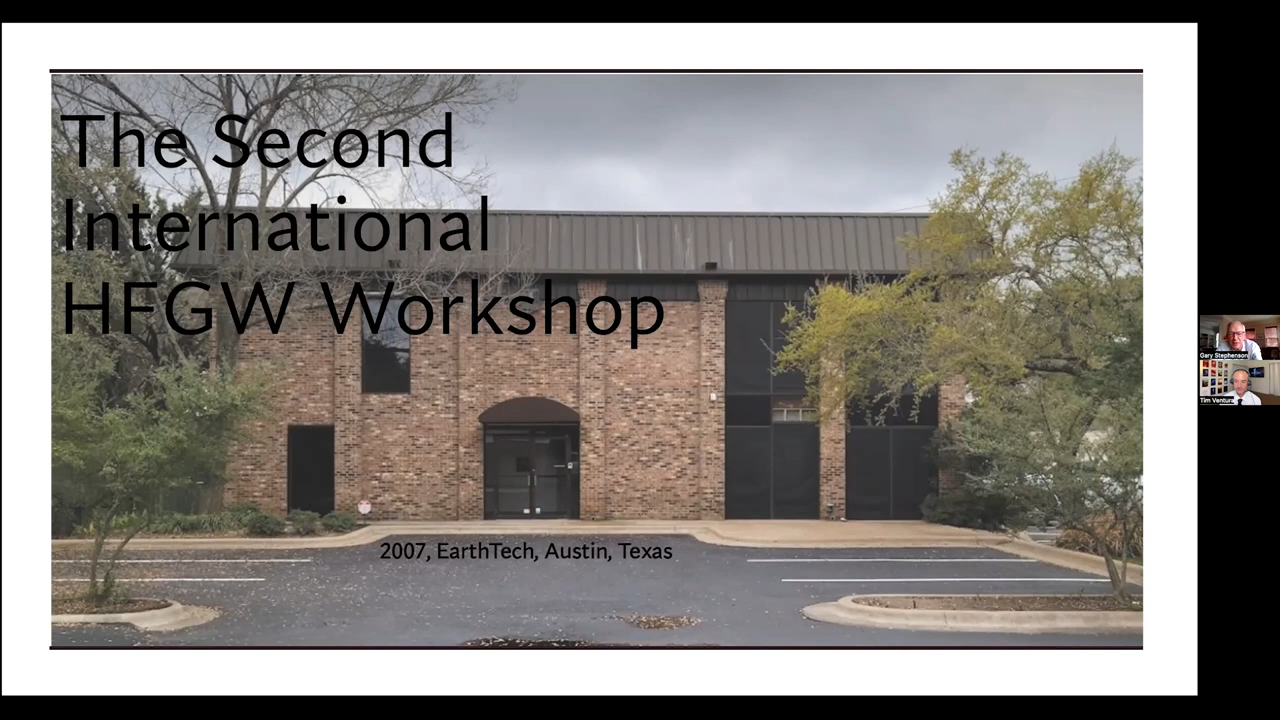 The Second
International
HFGW Workshop
2007, EarthTech, Austin, Texas
Gary Stephenson
Tim Ventura